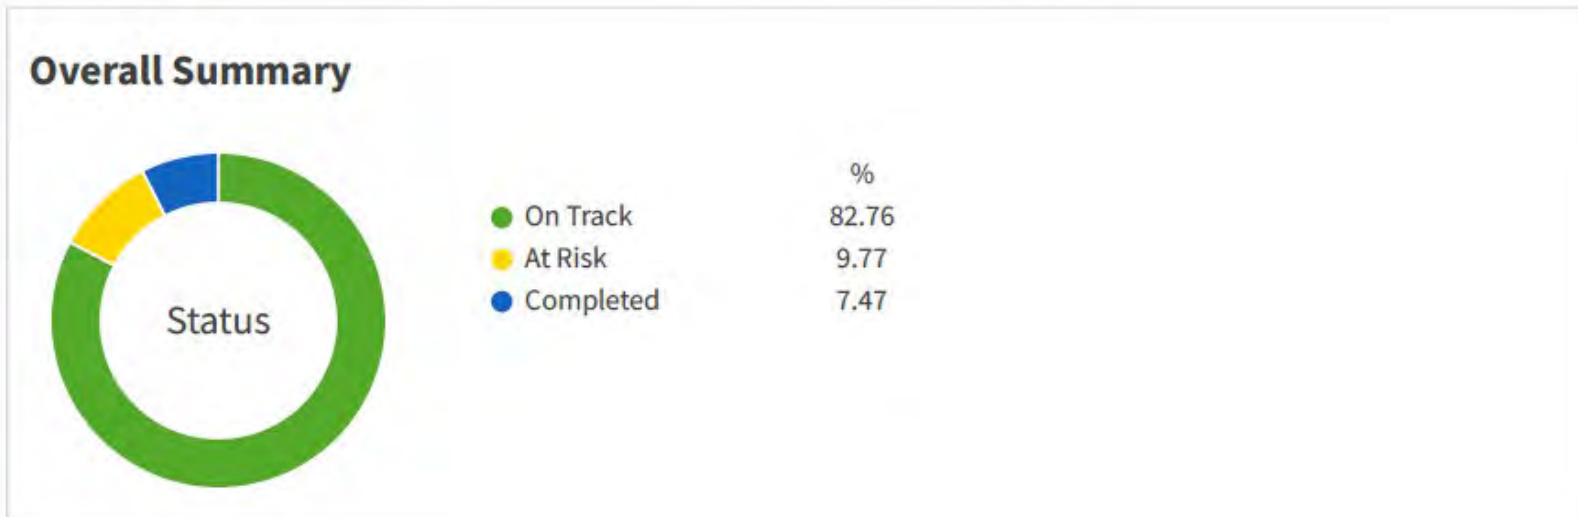 Overall Summary
Status
%
On Track 82.76
At Risk 9.77
Completed 7.47